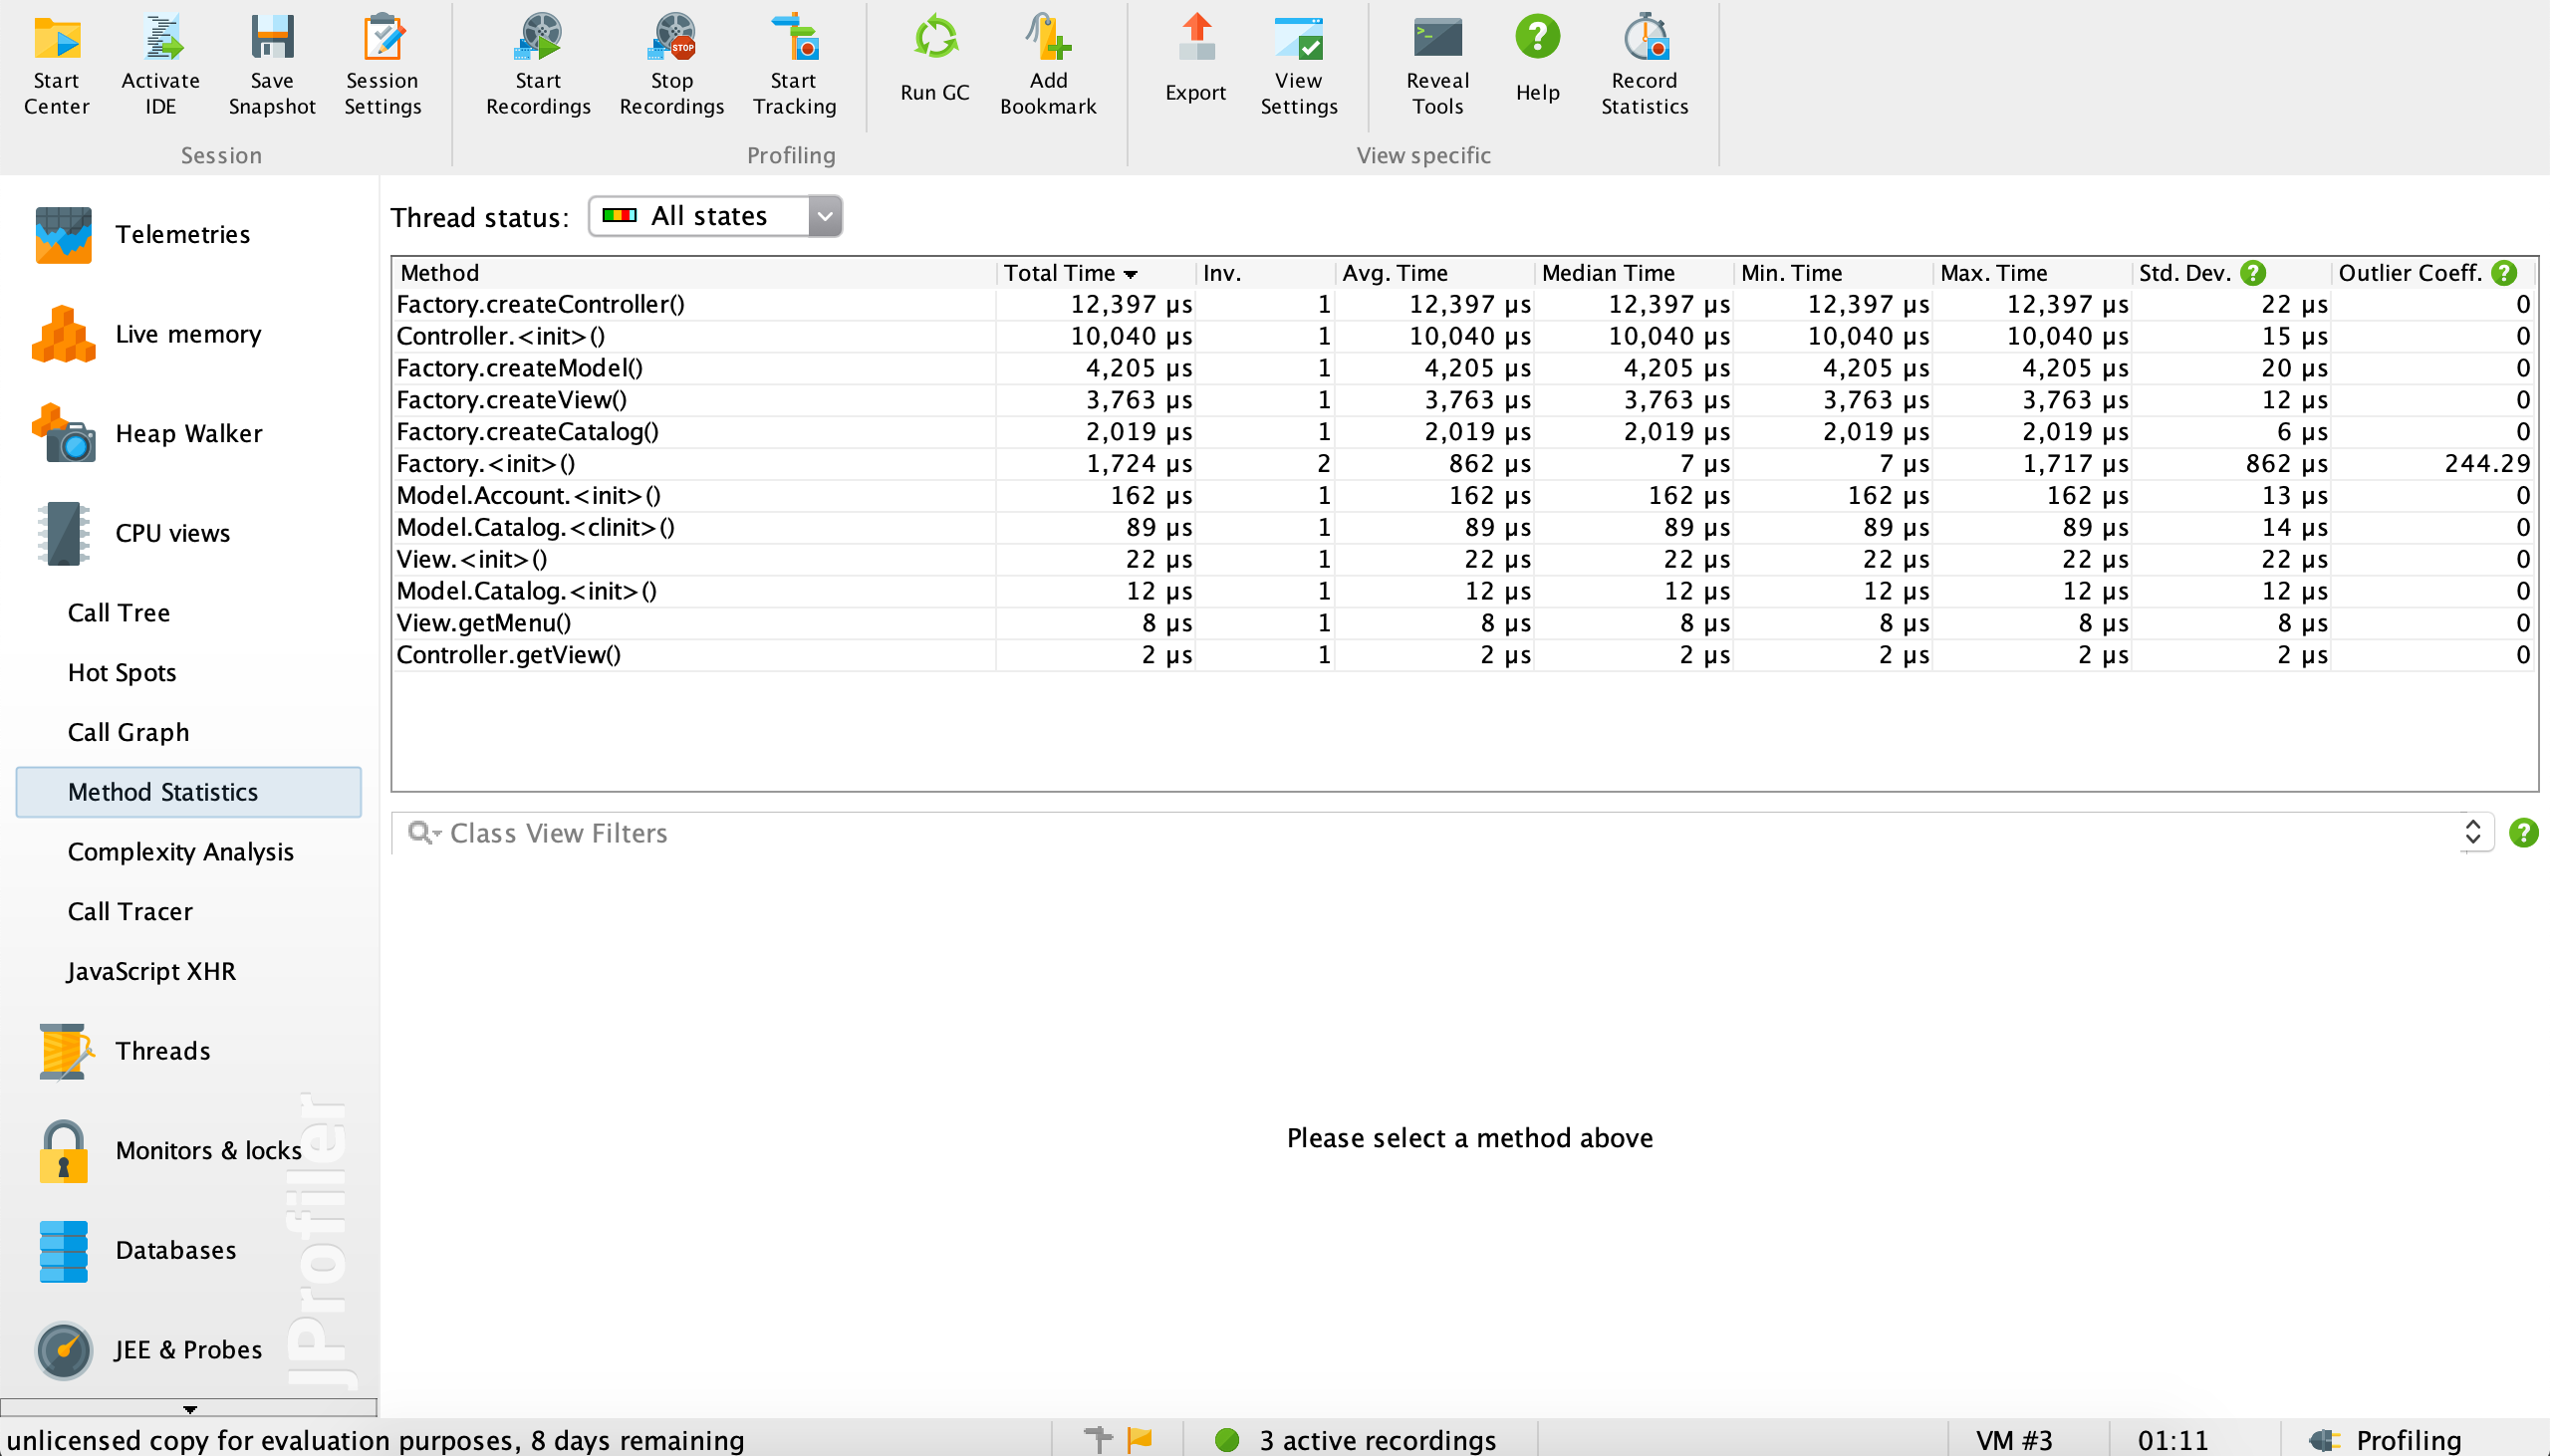 Start Center
Activate IDE
Save Snapshot
Session Settings
Start Recordings
Stop Recordings
Start Tracking
Run GC
Add Bookmark
Export
View Settings
Reveal Tools
Help
Record Statistics
Session
Profiling
View specific
Telemetries
Live memory
Heap Walker
CPU views
Call Tree
Hot Spots
Call Graph
Method Statistics
Complexity Analysis
Call Tracer
JavaScript XHR
Threads
Monitors & locks
Databases
JEE & Probes
JProfiler
Thread status: All states
Method Total Time Inv. Avg. Time Median Time Min. Time Max. Time Std. Dev. ? Outlier Coeff. ?
Factory.createController() 12,397 µs 1 12,397 µs 12,397 µs 12,397 µs 12,397 µs 22 µs 0
Controller.<init>() 10,040 µs 1 10,040 µs 10,040 µs 10,040 µs 10,040 µs 15 µs 0
Factory.createModel() 4,205 µs 1 4,205 µs 4,205 µs 4,205 µs 4,205 µs 20 µs 0
Factory.createView() 3,763 µs 1 3,763 µs 3,763 µs 3,763 µs 3,763 µs 12 µs 0
Factory.createCatalog() 2,019 µs 1 2,019 µs 2,019 µs 2,019 µs 2,019 µs 6 µs 0
Factory.<init>() 1,724 µs 2 862 µs 7 µs 7 µs 1,717 µs 862 µs 244.29
Model.Account.<init>() 162 µs 1 162 µs 162 µs 162 µs 162 µs 13 µs 0
Model.Catalog.<clinit>() 89 µs 1 89 µs 89 µs 89 µs 89 µs 14 µs 0
View.<init>() 22 µs 1 22 µs 22 µs 22 µs 22 µs 22 µs 0
Model.Catalog.<init>() 12 µs 1 12 µs 12 µs 12 µs 12 µs 12 µs 0
View.getMenu() 8 µs 1 8 µs 8 µs 8 µs 8 µs 8 µs 0
Controller.getView() 2 µs 1 2 µs 2 µs 2 µs 2 µs 2 µs 0
Class View Filters ?
Please select a method above
unlicensed copy for evaluation purposes, 8 days remaining
3 active recordings
VM #3
01:11
Profiling